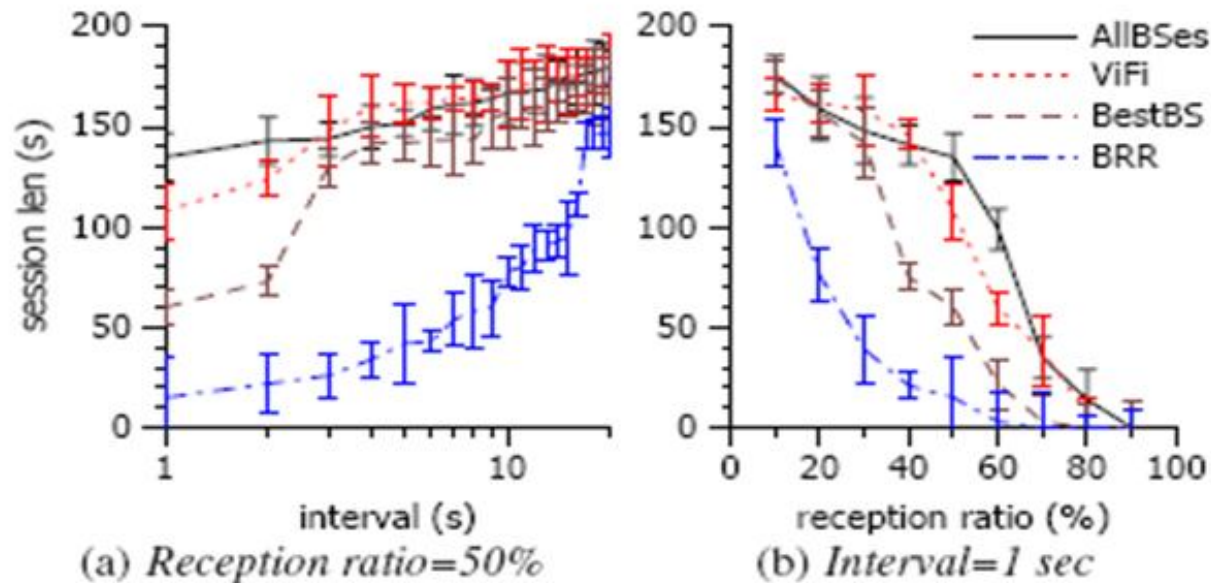 200
150
100
50
0
session len (s)
1
10
interval (s)
(a) Reception ratio=50%
200
150
100
50
0
0
20
40
60
80
100
reception ratio (%)
(b) Interval=1 sec
AllBSes
ViFi
BestBS
BRR